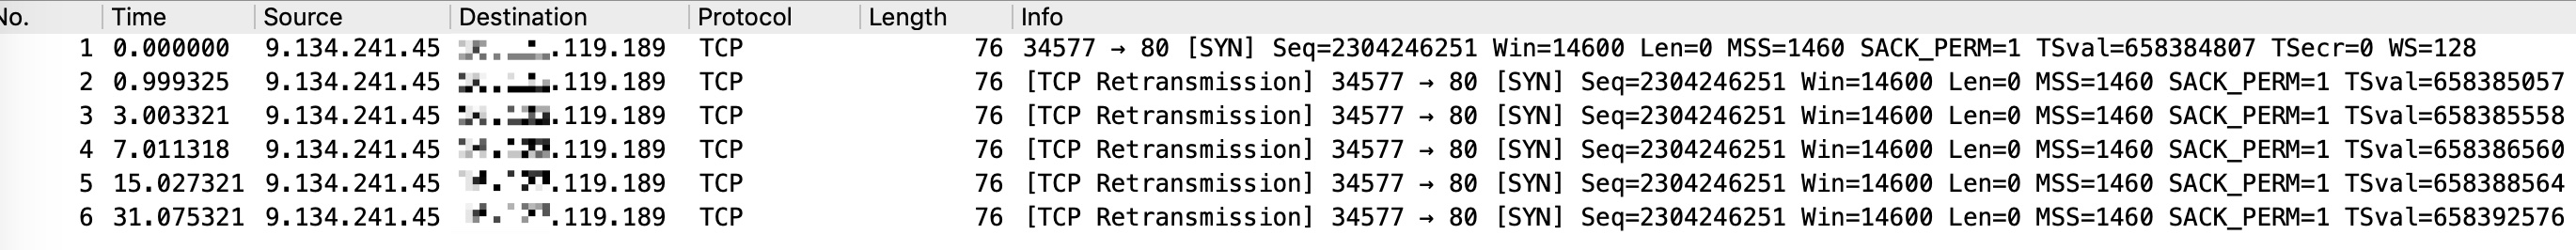 No. Time Source Destination Protocol Length Info
1 0.000000 9.134.241.45 .119.189 TCP 76 34577 → 80 [SYN] Seq=2304246251 Win=14600 Len=0 MSS=1460 SACK_PERM=1 TSval=658384807 TSecr=0 WS=128
2 0.999325 9.134.241.45 .119.189 TCP 76 [TCP Retransmission] 34577 → 80 [SYN] Seq=2304246251 Win=14600 Len=0 MSS=1460 SACK_PERM=1 TSval=658385057
3 3.003321 9.134.241.45 .119.189 TCP 76 [TCP Retransmission] 34577 → 80 [SYN] Seq=2304246251 Win=14600 Len=0 MSS=1460 SACK_PERM=1 TSval=658385558
4 7.011318 9.134.241.45 .119.189 TCP 76 [TCP Retransmission] 34577 → 80 [SYN] Seq=2304246251 Win=14600 Len=0 MSS=1460 SACK_PERM=1 TSval=658386560
5 15.027321 9.134.241.45 .119.189 TCP 76 [TCP Retransmission] 34577 → 80 [SYN] Seq=2304246251 Win=14600 Len=0 MSS=1460 SACK_PERM=1 TSval=658388564
6 31.075321 9.134.241.45 .119.189 TCP 76 [TCP Retransmission] 34577 → 80 [SYN] Seq=2304246251 Win=14600 Len=0 MSS=1460 SACK_PERM=1 TSval=658392576